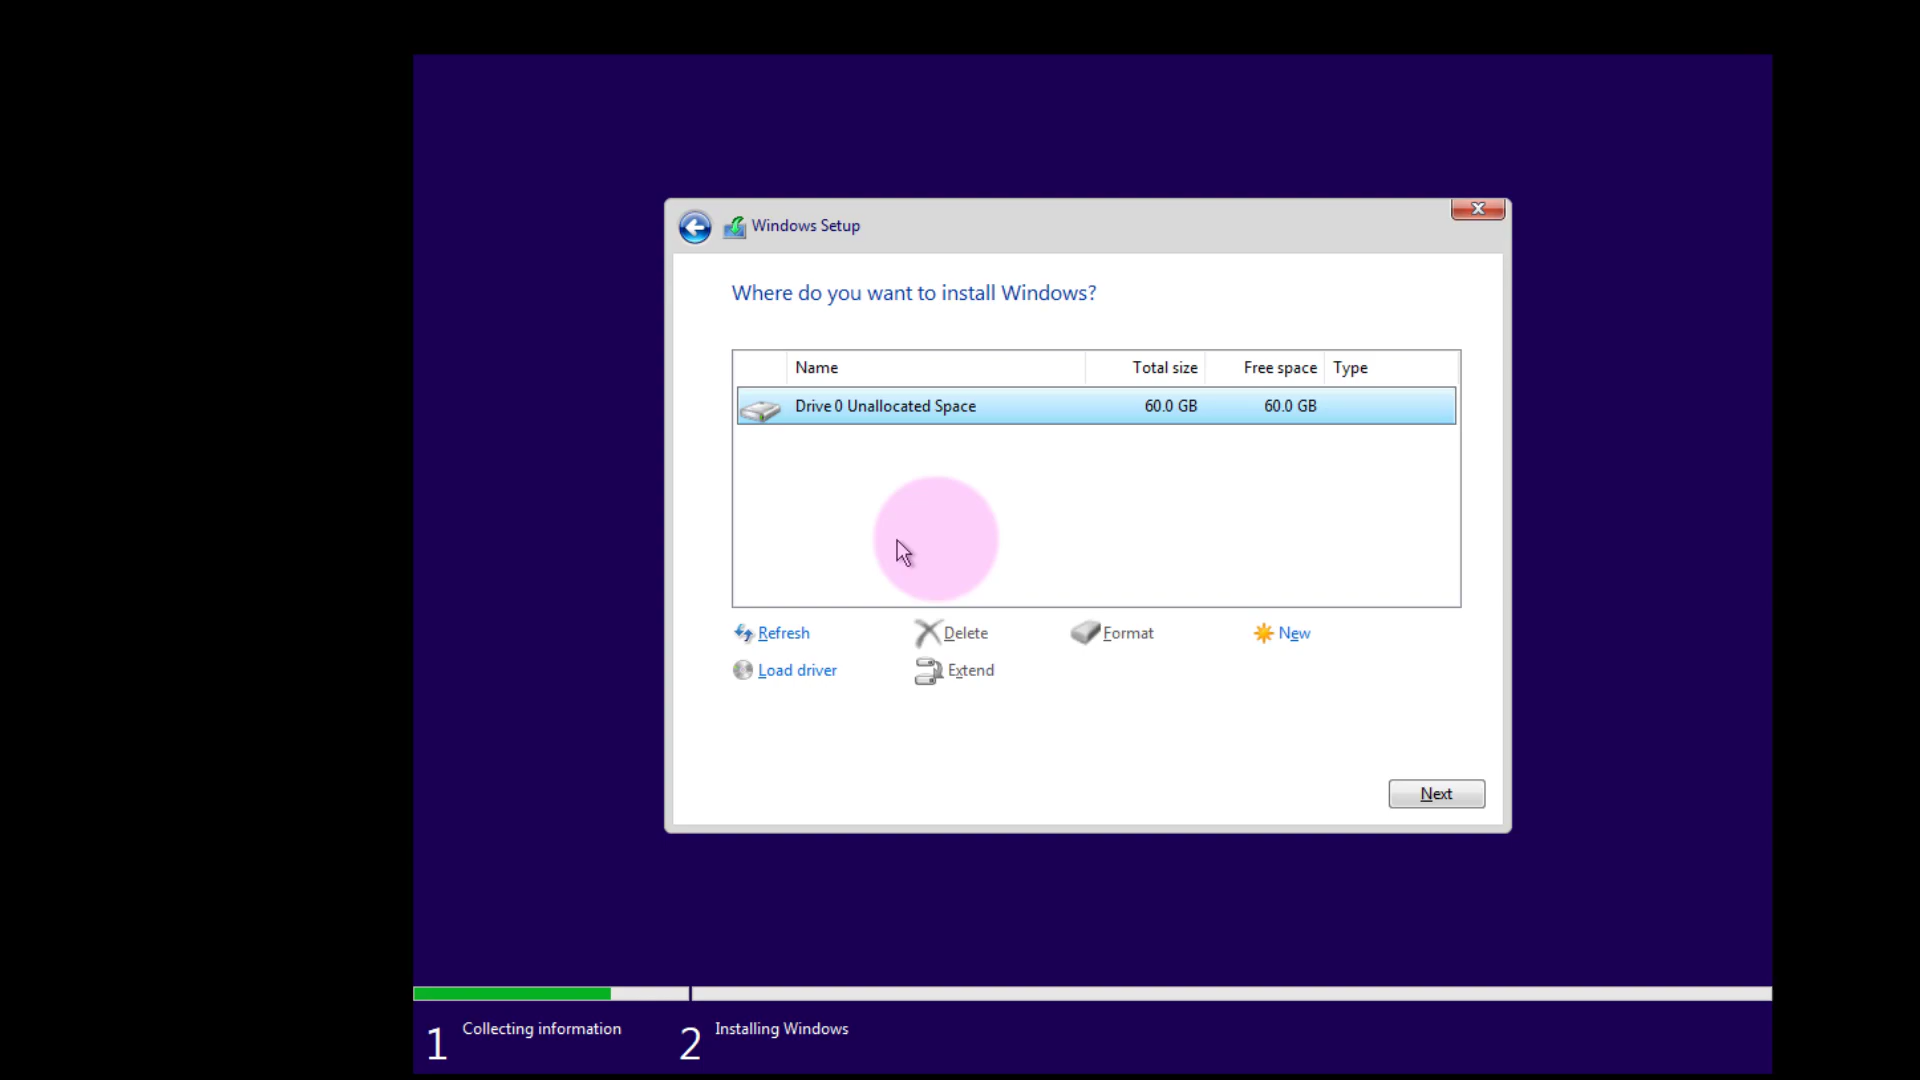 Windows Setup
x
Where do you want to install Windows?
Name Total size Free space Type
Drive 0 Unallocated Space 60.0 GB 60.0 GB
Refresh Delete Format New
Load driver Extend
Next
1 Collecting information 2 Installing Windows